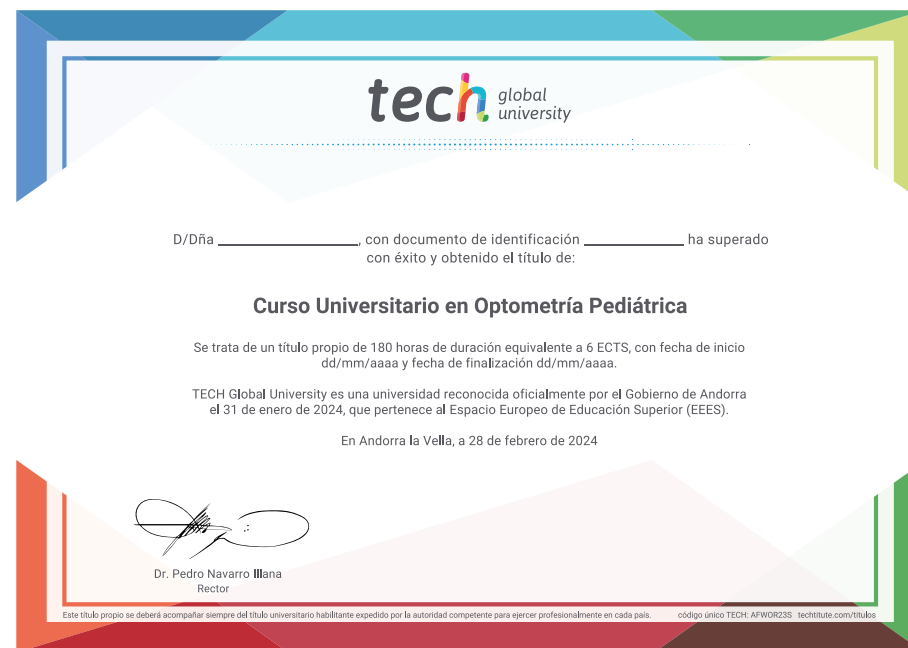 tech global university
D/Dña ____________________, con documento de identificación ______________ ha superado
con éxito y obtenido el título de:
Curso Universitario en Optometría Pediátrica
Se trata de un título propio de 180 horas de duración equivalente a 6 ECTS, con fecha de inicio
dd/mm/aaaa y fecha de finalización dd/mm/aaaa.
TECH Global University es una universidad reconocida oficialmente por el Gobierno de Andorra
el 31 de enero de 2024, que pertenece al Espacio Europeo de Educación Superior (EEES).
En Andorra la Vella, a 28 de febrero de 2024
Dr. Pedro Navarro Illana
Rector
Este título propio se deberá acompañar siempre del título universitario habilitante expedido por la autoridad competente para ejercer profesionalmente en cada país. código único TECH: AFWOR23S techtitute.com/titulos